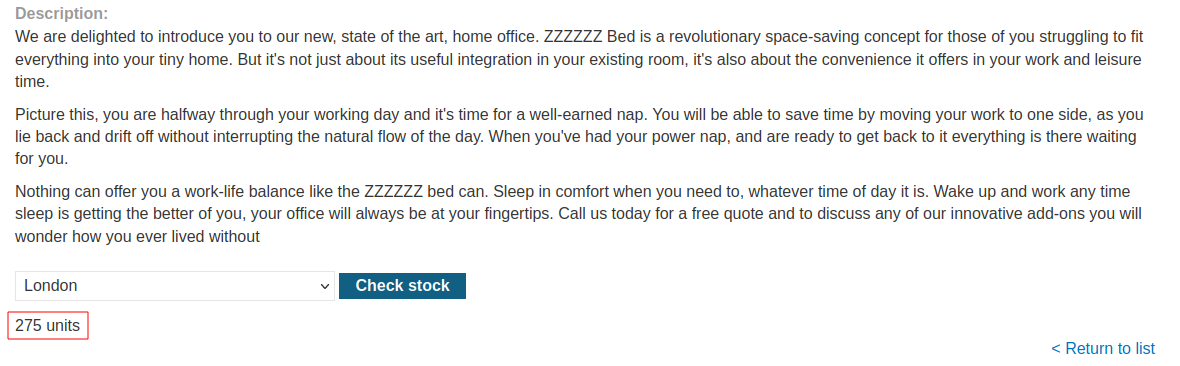 Description:
We are delighted to introduce you to our new, state of the art, home office. ZZZZZZ Bed is a revolutionary space-saving concept for those of you struggling to fit
everything into your tiny home. But it's not just about its useful integration in your existing room, it's also about the convenience it offers in your work and leisure
time.
Picture this, you are halfway through your working day and it's time for a well-earned nap. You will be able to save time by moving your work to one side, as you
lie back and drift off without interrupting the natural flow of the day. When you've had your power nap, and are ready to get back to it everything is there waiting
for you.
Nothing can offer you a work-life balance like the ZZZZZZ bed can. Sleep in comfort when you need to, whatever time of day it is. Wake up and work any time
sleep is getting the better of you, your office will always be at your fingertips. Call us today for a free quote and to discuss any of our innovative add-ons you will
wonder how you ever lived without
London
Check stock
275 units
< Return to list